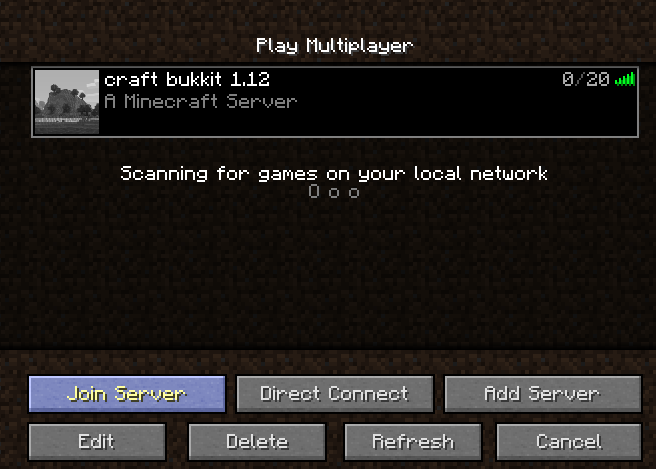 Play Multiplayer
craft bukkit 1.12
0/20
A Minecraft Server
Scanning for games on your local network
O o o
Join Server
Direct Connect
Add Server
Edit
Delete
Refresh
Cancel